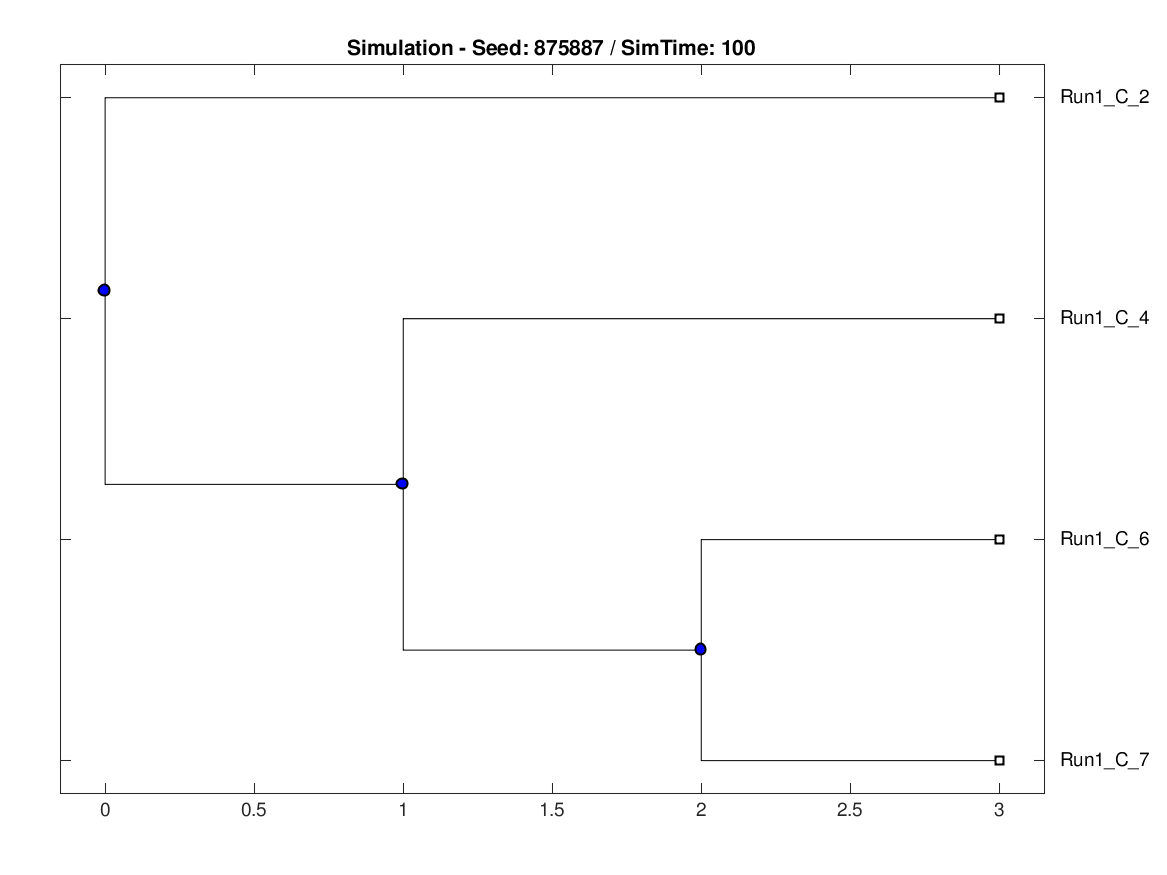 Simulation - Seed: 875887 / SimTime: 100
Run1_C_2
Run1_C_4
Run1_C_6
Run1_C_7
0 0.5 1 1.5 2 2.5 3